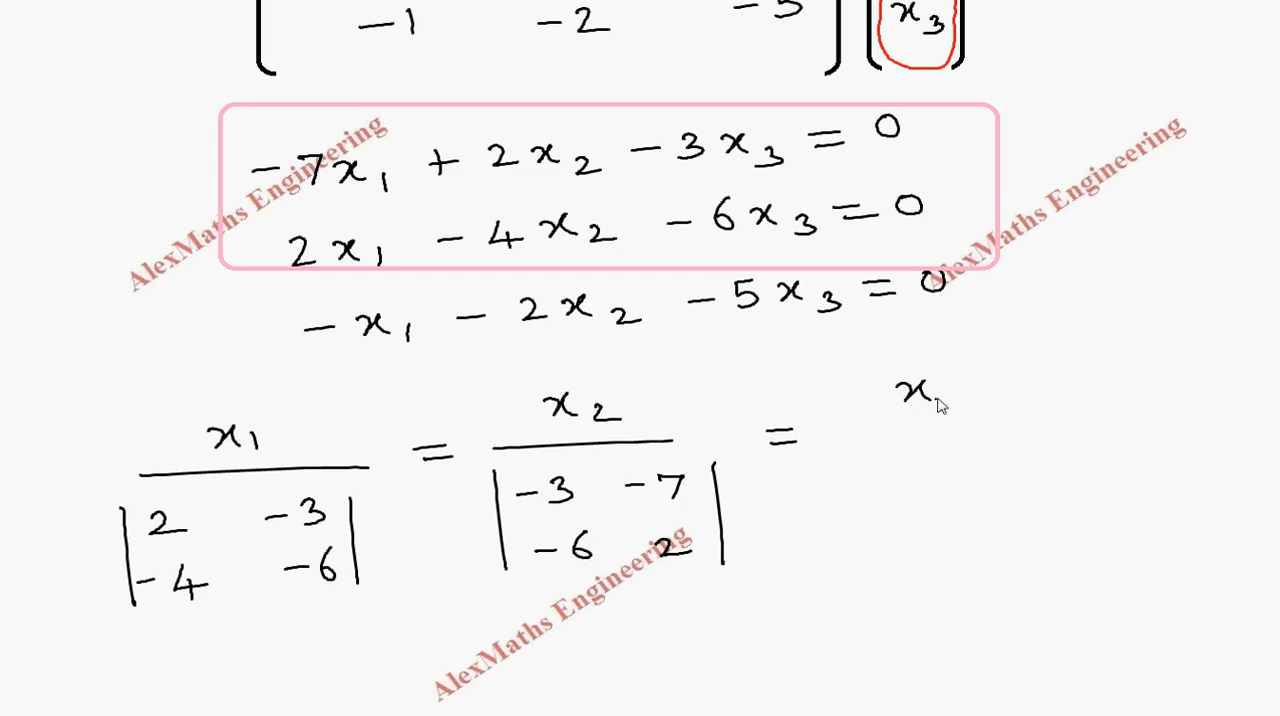 -1 -2 -5 x₃
-7x₁ + 2x₂ - 3x₃ = 0
AlexMaths Engineering
AlexMaths Engineering
2x₁ - 4x₂ - 6x₃ = 0
-x₁ - 2x₂ - 5x₃ = 0
x₁ = x₂ = x
2 -3 -3 -7
-4 -6 -6 2
AlexMaths Engineering